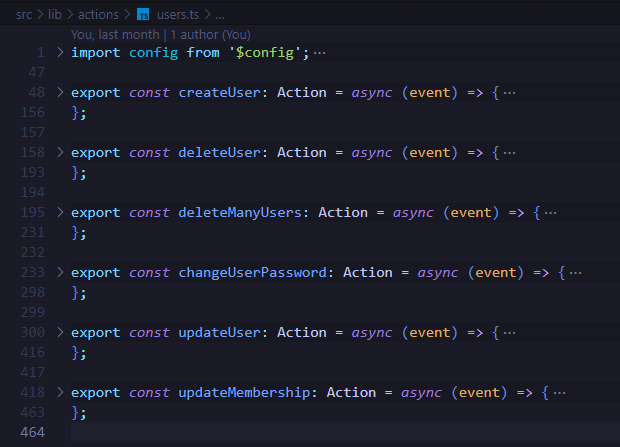 src > lib > actions > TS users.ts > ...
You, last month | 1 author (You)
1 > import config from '$config'; ···
47
48 > export const createUser: Action = async (event) => { ···
156 };
157
158 > export const deleteUser: Action = async (event) => { ···
193 };
194
195 > export const deleteManyUsers: Action = async (event) => { ···
231 };
232
233 > export const changeUserPassword: Action = async (event) => { ···
298 };
299
300 > export const updateUser: Action = async (event) => { ···
416 };
417
418 > export const updateMembership: Action = async (event) => { ···
463 };
464